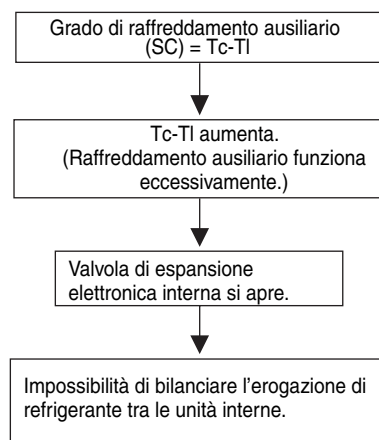 Grado di raffreddamento ausiliario
(SC) = Tc-Tl
Tc-Tl aumenta.
(Raffreddamento ausiliario funziona
eccessivamente.)
Valvola di espansione
elettronica interna si apre.
Impossibilità di bilanciare l'erogazione di
refrigerante tra le unità interne.